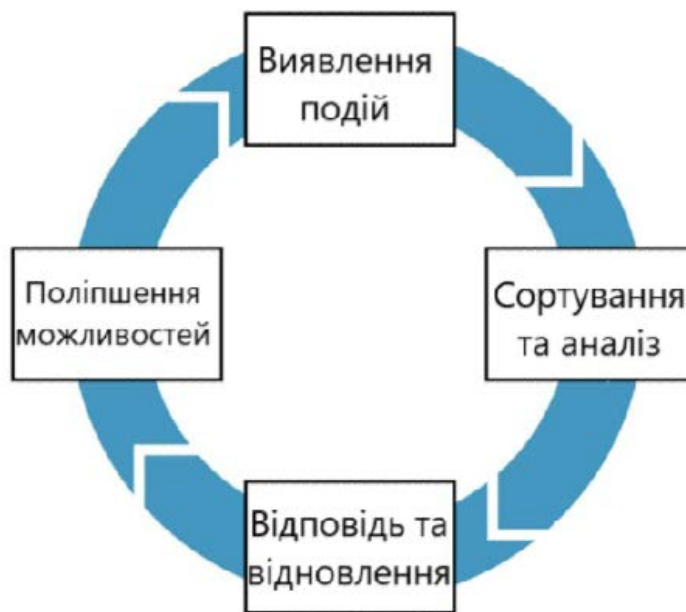 Виявлення
подій
Сортування
та аналіз
Відповідь та
відновлення
Поліпшення
можливостей